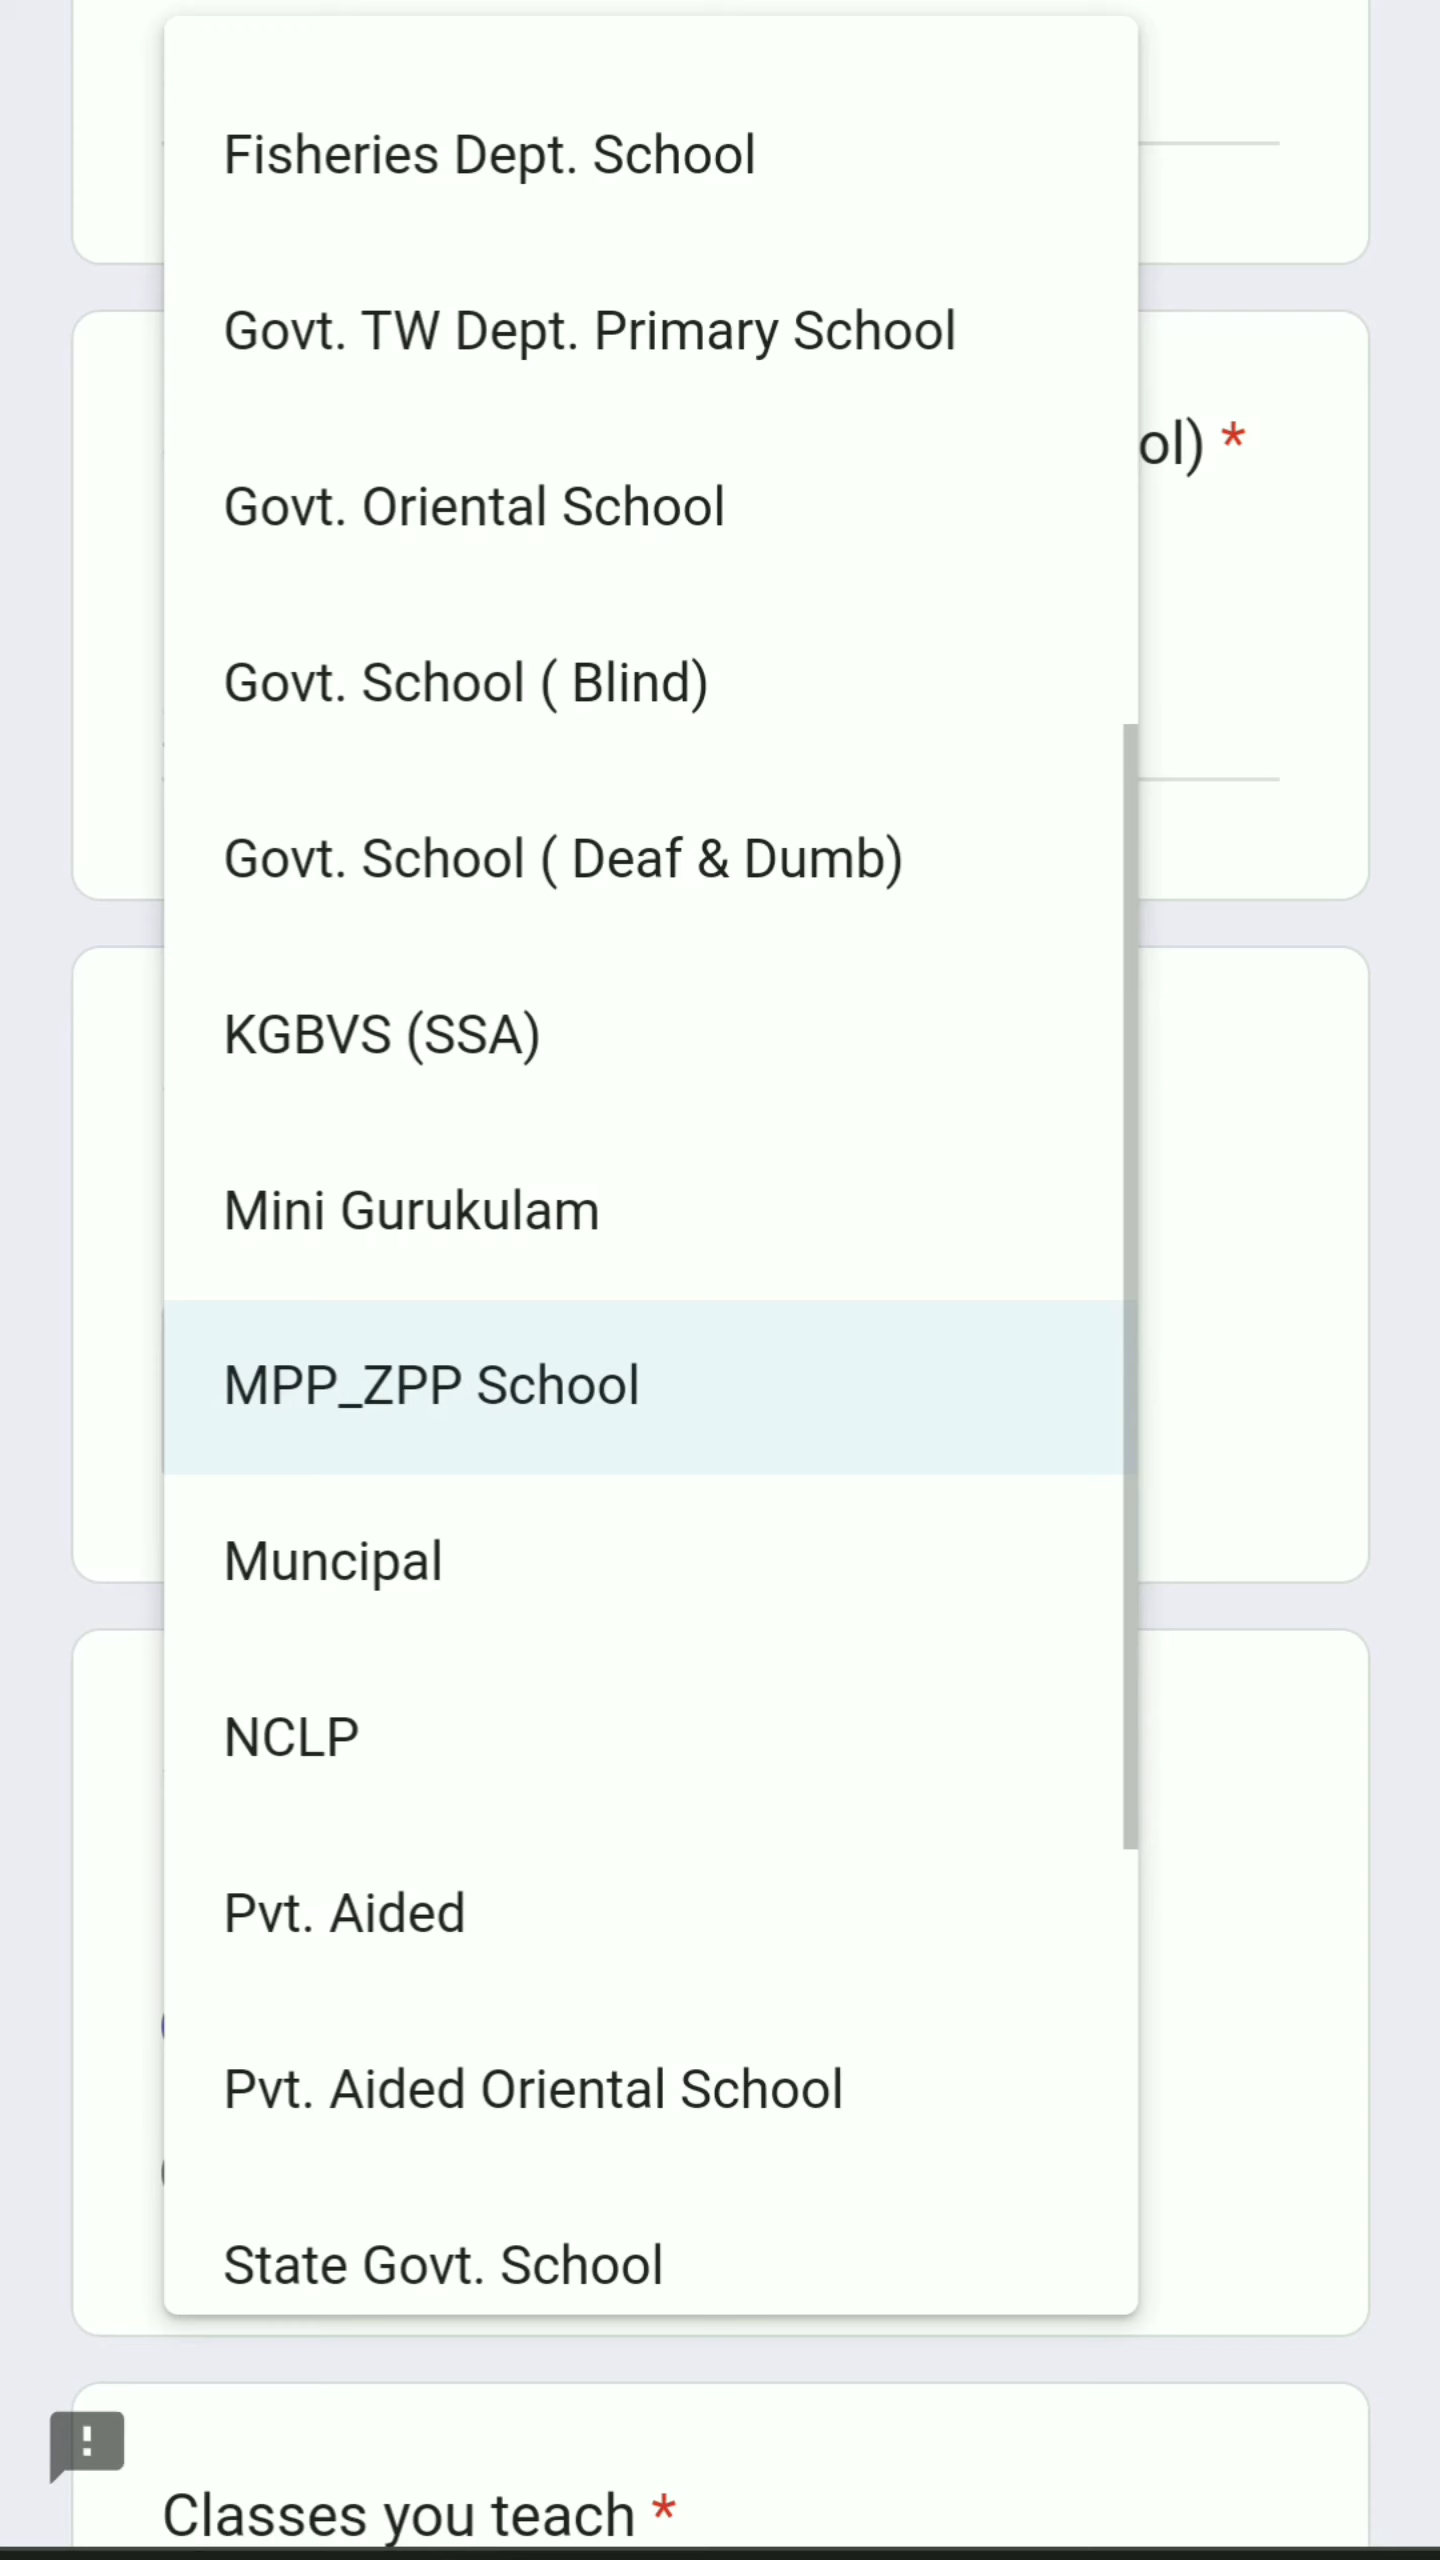 Fisheries Dept. School
Govt. TW Dept. Primary School
ol) *
Govt. Oriental School
Govt. School ( Blind)
Govt. School ( Deaf & Dumb)
KGBVS (SSA)
Mini Gurukulam
MPP_ZPP School
Muncipal
NCLP
Pvt. Aided
Pvt. Aided Oriental School
State Govt. School
Classes you teach *